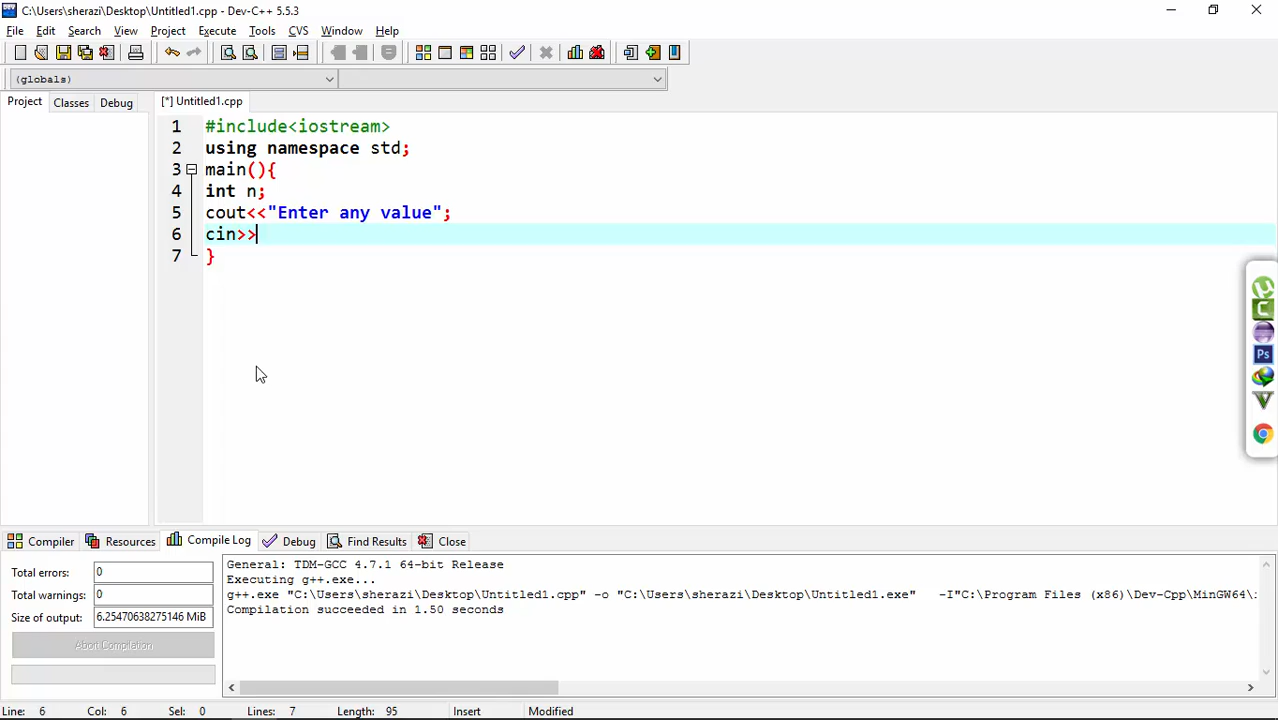 C:\Users\sherazi\Desktop\Untitled1.cpp - Dev-C++ 5.5.3
File Edit Search View Project Execute Tools CVS Window Help
(globals)
Project Classes Debug [*] Untitled1.cpp
1 #include<iostream>
2 using namespace std;
3 main(){
4 int n;
5 cout<<"Enter any value";
6 cin>>
7 }
Ps
Compiler Resources Compile Log Debug Find Results Close
Total errors: 0
Total warnings: 0
Size of output: 6.25470638275146 MiB
Abort Compilation
General: TDM-GCC 4.7.1 64-bit Release
Executing g++.exe...
g++.exe "C:\Users\sherazi\Desktop\Untitled1.cpp" -o "C:\Users\sherazi\Desktop\Untitled1.exe" -I"C:\Program Files (x86)\Dev-Cpp\MinGW64\
Compilation succeeded in 1.50 seconds
Line: 6 Col: 6 Sel: 0 Lines: 7 Length: 95 Insert Modified